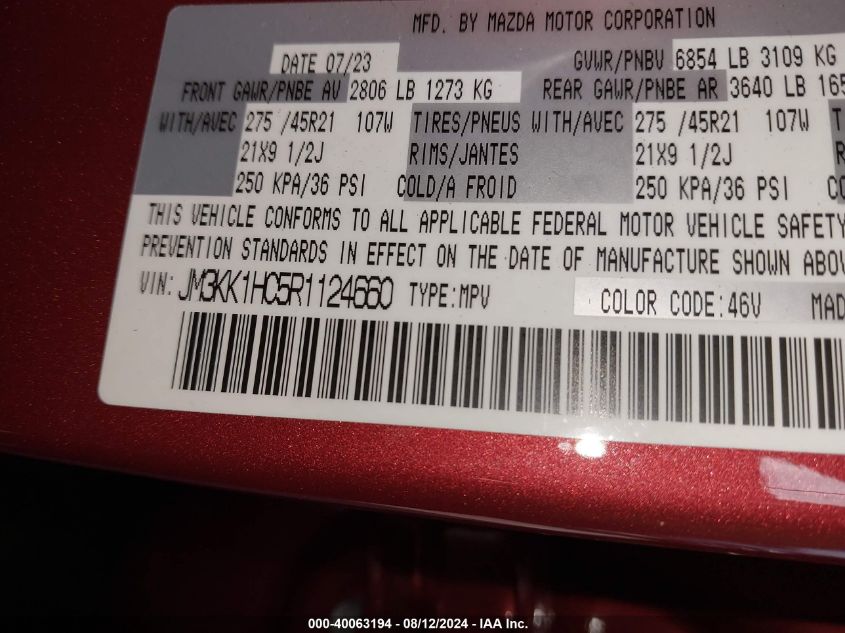 MFD. BY MAZDA MOTOR CORPORATION
DATE 07/23 GVWR/PNBV 6854 LB 3109 KG
FRONT GAWR/PNBE AV 2806 LB 1273 KG REAR GAWR/PNBE AR 3640 LB 165
WITH/AVEC 275 /45R21 107W TIRES/PNEUS WITH/AVEC 275 /45R21 107W T
21X9 1/2J RIMS/JANTES 21X9 1/2J R
250 KPA/36 PSI COLD/A FROID 250 KPA/36 PSI CO
THIS VEHICLE CONFORMS TO ALL APPLICABLE FEDERAL MOTOR VEHICLE SAFETY
PREVENTION STANDARDS IN EFFECT ON THE DATE OF MANUFACTURE SHOWN ABOV
VIN: JM3KK1HC5R1124660 TYPE:MPV COLOR CODE:46V MAD
000-40063194 - 08/12/2024 - IAA Inc.